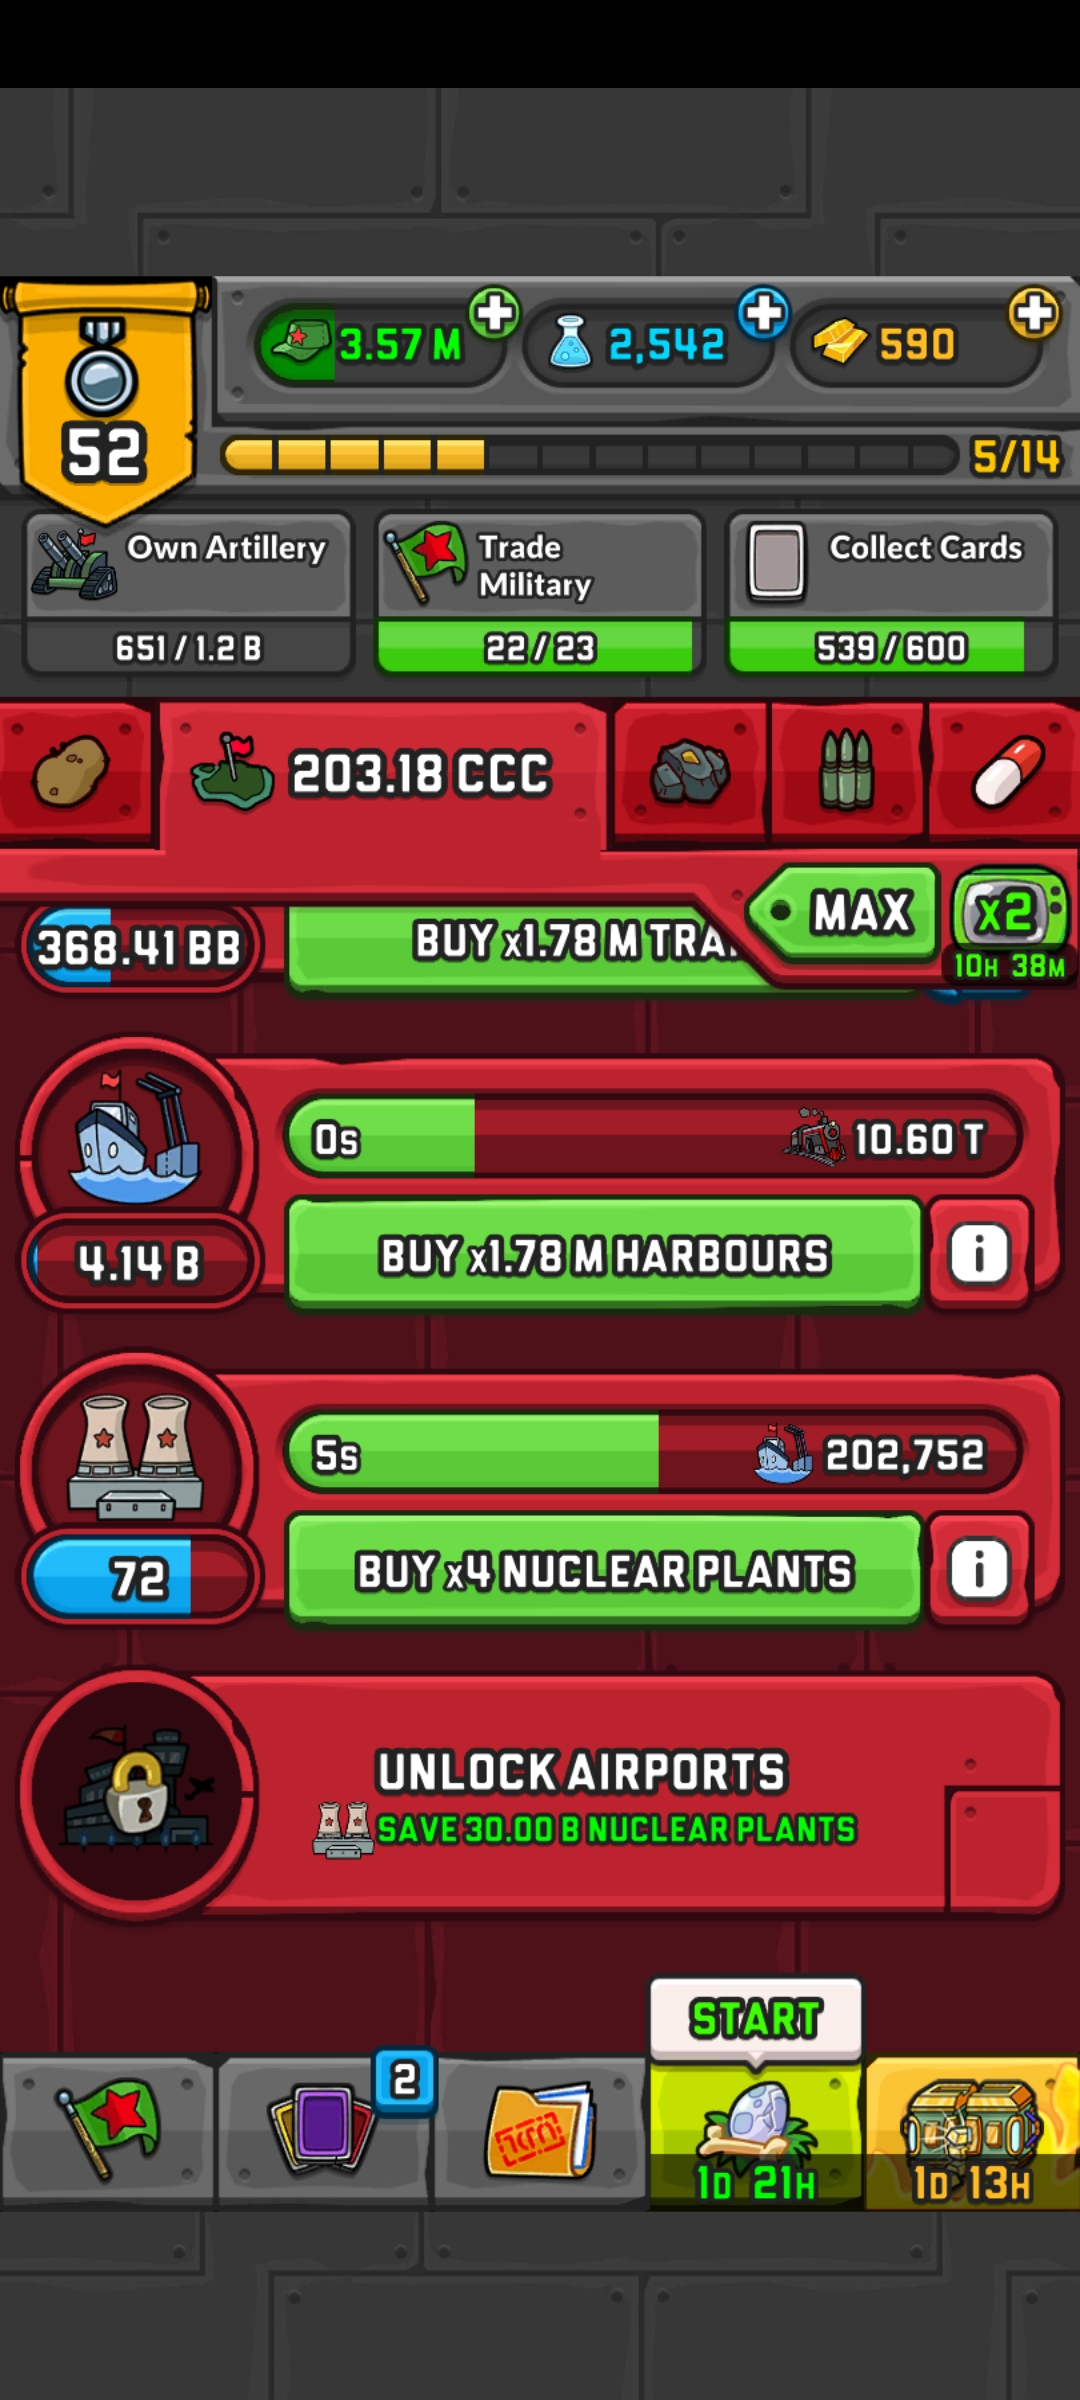 3.57 M
2,542
590
52
5/14
Own Artillery
651 / 1.2 B
Trade
Military
22 / 23
Collect Cards
539 / 600
203.18 CCC
MAX
x2
10H 38M
368.41 BB
BUY x1.78 M TRA
0s
10.60 T
4.14 B
BUY x1.78 M HARBOURS
i
5s
202,752
72
BUY x4 NUCLEAR PLANTS
i
UNLOCK AIRPORTS
SAVE 30.00 B NUCLEAR PLANTS
START
2
1D 21H
1D 13H